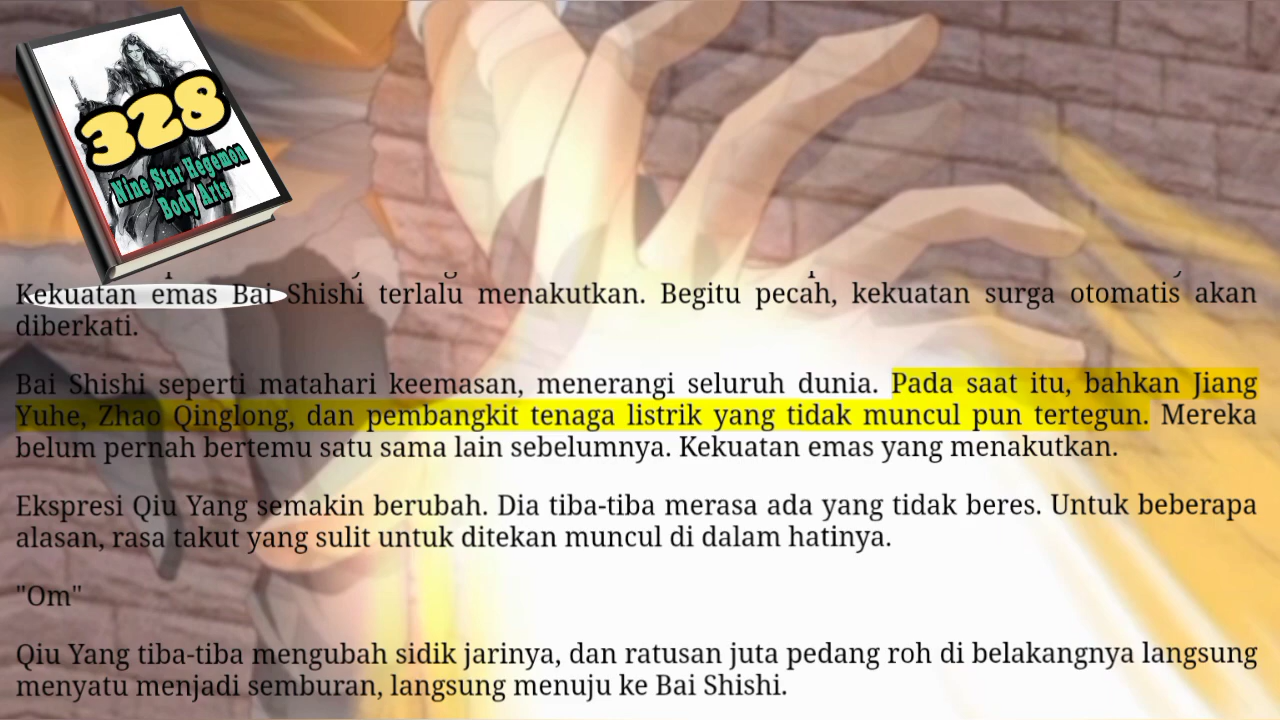 328
Nine Star Hegemon
Body Arts
Kekuatan emas Bai Shishi terlalu menakutkan. Begitu pecah, kekuatan surga otomatis akan
diberkati.
Bai Shishi seperti matahari keemasan, menerangi seluruh dunia. Pada saat itu, bahkan Jiang
Yuhe, Zhao Qinglong, dan pembangkit tenaga listrik yang tidak muncul pun tertegun. Mereka
belum pernah bertemu satu sama lain sebelumnya. Kekuatan emas yang menakutkan.
Ekspresi Qiu Yang semakin berubah. Dia tiba-tiba merasa ada yang tidak beres. Untuk beberapa
alasan, rasa takut yang sulit untuk ditekan muncul di dalam hatinya.
"Om"
Qiu Yang tiba-tiba mengubah sidik jarinya, dan ratusan juta pedang roh di belakangnya langsung
menyatu menjadi semburan, langsung menuju ke Bai Shishi.